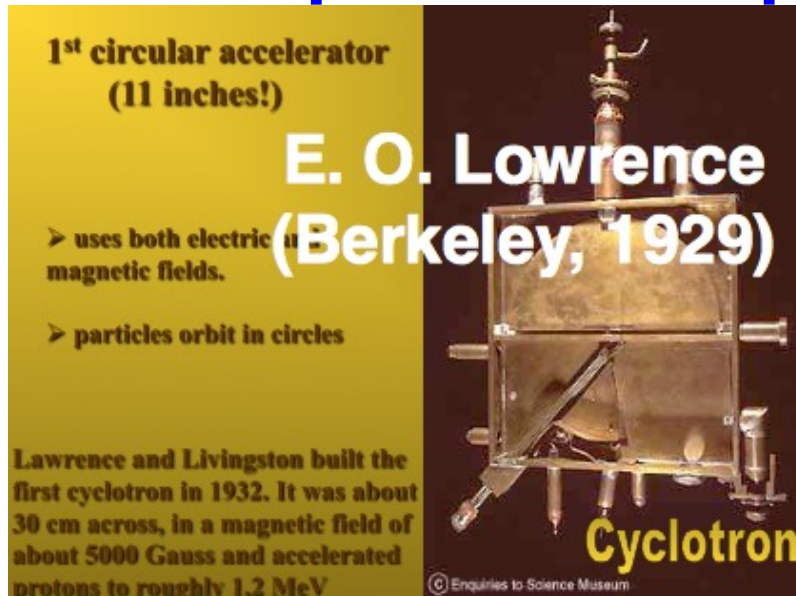 1st circular accelerator
(11 inches!)
E. O. Lowrence
(Berkeley, 1929)
➢ uses both electric and
magnetic fields.
➢ particles orbit in circles
Lawrence and Livingston built the
first cyclotron in 1932. It was about
30 cm across, in a magnetic field of
about 5000 Gauss and accelerated
protons to roughly 1.2 MeV
Cyclotron
© Enquiries to Science Museum